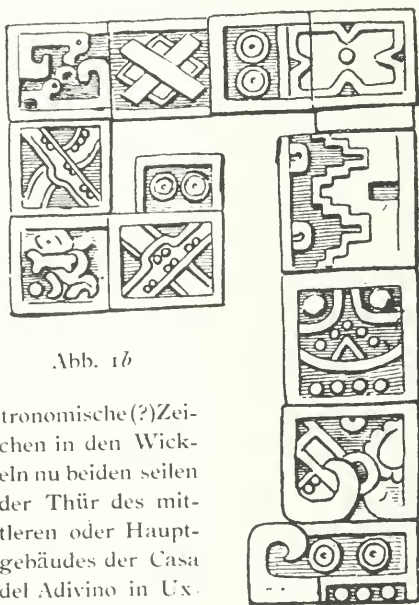 Abb. 1b
tronomische (?) Zei-
chen in den Wick-
eln nu beiden seilen
der Thür des mit-
tleren oder Haupt-
gebäudes der Casa
del Adivino in Ux-